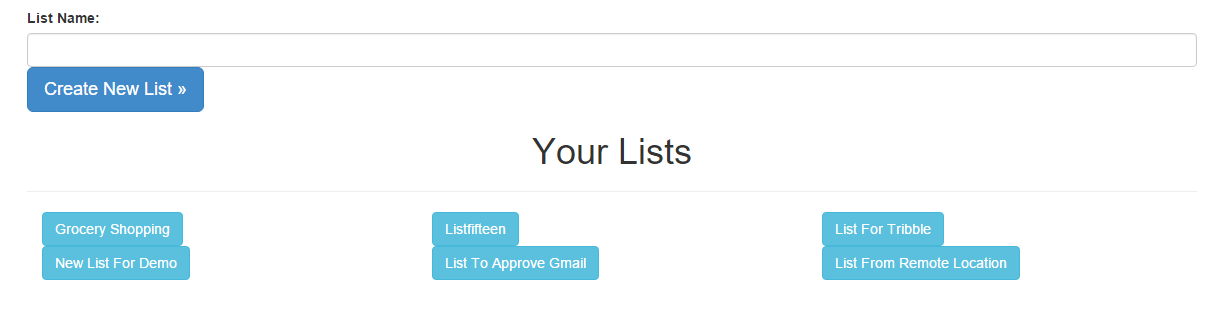 List Name:
Create New List »
Your Lists
Grocery Shopping
Listfifteen
List For Tribble
New List For Demo
List To Approve Gmail
List From Remote Location